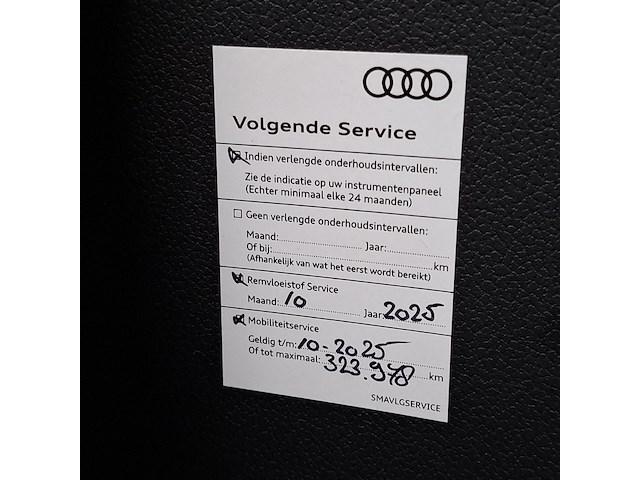 Volgende Service
Indien verlengde onderhoudsintervallen:
Zie de indicatie op uw instrumentenpaneel
(Echter minimaal elke 24 maanden)
Geen verlengde onderhoudsintervallen:
Maand: Jaar:
Of bij: km
(Afhankelijk van wat het eerst wordt bereikt)
Remvloeistof Service
Maand: 10 Jaar: 2025
Mobiliteitservice
Geldig t/m: 10-2025
Of tot maximaal: 323.978 km
SMAVLGSERVICE